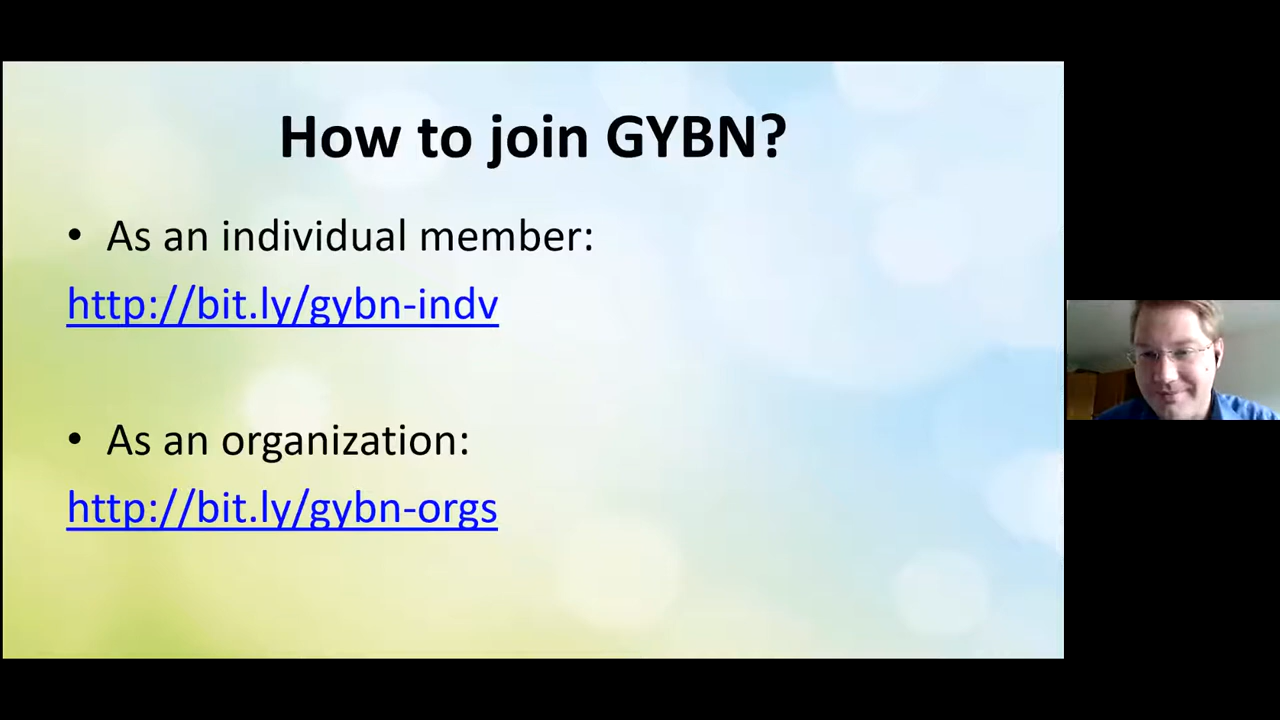 How to join GYBN?
• As an individual member:
http://bit.ly/gybn-indv
• As an organization:
http://bit.ly/gybn-orgs